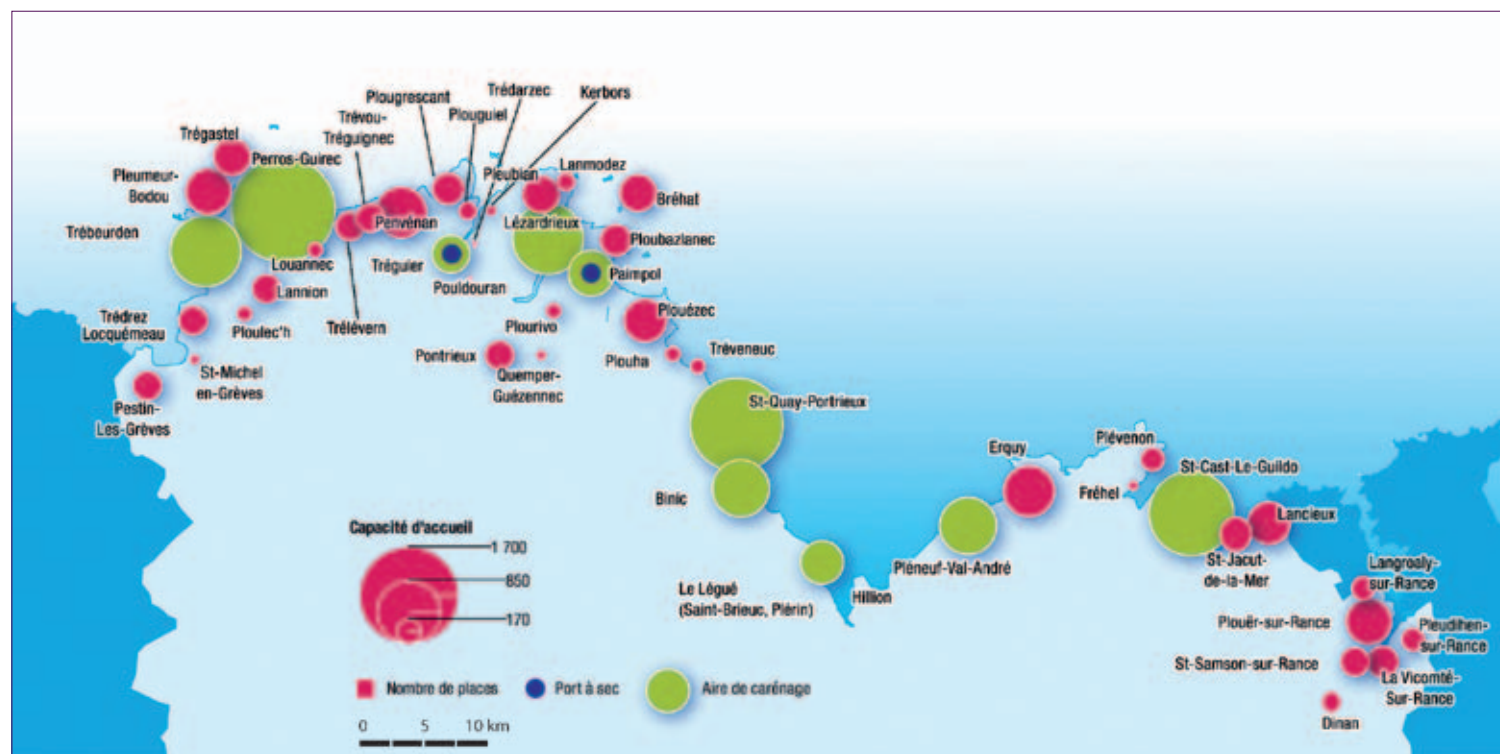 Trégastel
Perros-Guirec
Pleumeur-
Bodou
Trébeurden
Trévou-
Tréguignec
Plougrescant
Plouguiel
Trédarzec
Kerbors
Pleubian
Lanmodez
Bréhat
Penvénan
Lézardrieux
Ploubazlanec
Louannec
Tréguier
Paimpol
Lannion
Pouldouran
Trédrez
Locquémeau
Ploulec'h
Trélévern
Plourivo
Plouézec
St-Michel
en-Grèves
Pontrieux
Quemper-
Guézennec
Plouha
Tréveneuc
Pestin-
Les-Grèves
St-Quay-Portrieux
Binic
Erquy
Plévenon
Fréhel
St-Cast-Le-Guildo
Lancieux
St-Jacut-
de-la-Mer
Le Légué
(Saint-Brieuc, Plérin)
Hillion
Pléneuf-Val-André
Langroaly-
sur-Rance
Plouër-sur-Rance
Pleudihen-
sur-Rance
St-Samson-sur-Rance
La Vicomté-
Sur-Rance
Dinan
Capacité d'accueil
1 700
850
170
Nombre de places
Port à sec
Aire de carénage
0 5 10 km